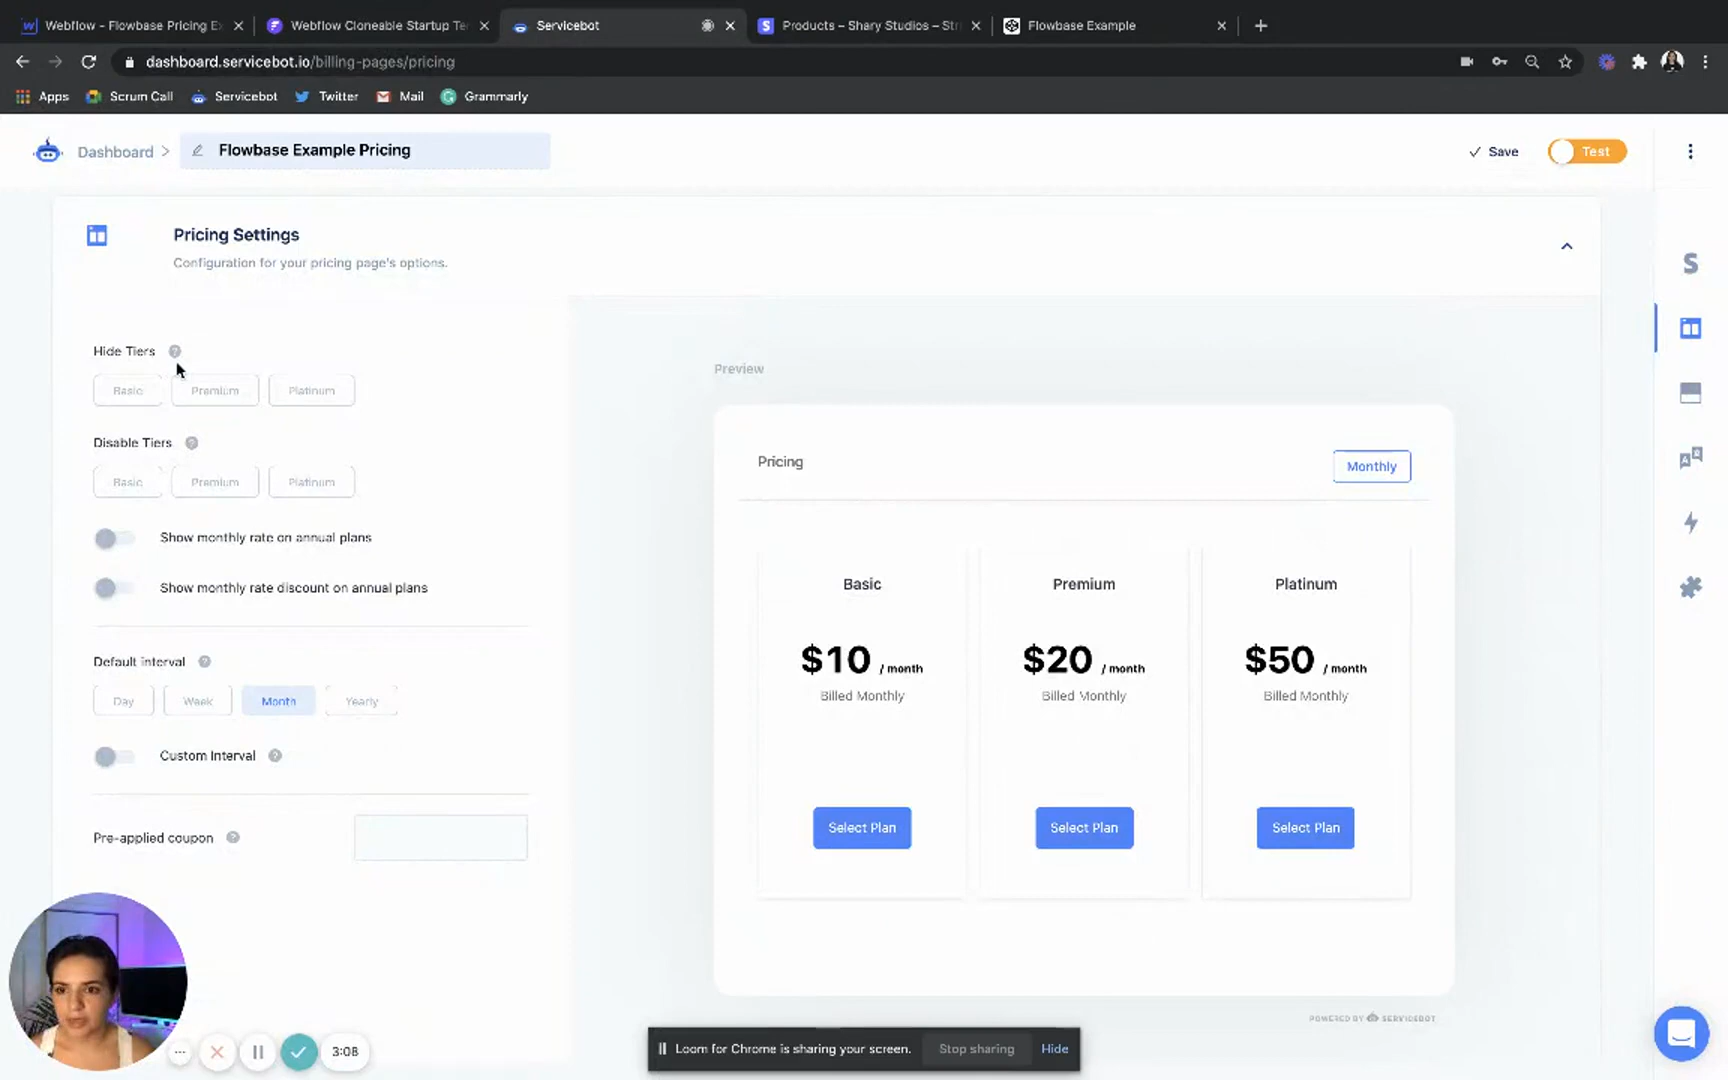 Webflow - Flowbase Pricing Ex
Webflow Cloneable Startup Te
Servicebot
Products – Shary Studios – Str
Flowbase Example
dashboard.servicebot.io/billing-pages/pricing
Apps
Scrum Call
Servicebot
Twitter
Mail
Grammarly
Dashboard >
Flowbase Example Pricing
Save
Test
Pricing Settings
Configuration for your pricing page's options.
Hide Tiers ?
Basic
Premium
Platinum
Disable Tiers ?
Basic
Premium
Platinum
Show monthly rate on annual plans
Show monthly rate discount on annual plans
Default interval ?
Day
Week
Month
Yearly
Custom Interval ?
Pre-applied coupon ?
Preview
Pricing
Monthly
Basic
Premium
Platinum
$10 / month
$20 / month
$50 / month
Billed Monthly
Billed Monthly
Billed Monthly
Select Plan
Select Plan
Select Plan
POWERED BY SERVICEBOT
3:08
Loom for Chrome is sharing your screen.
Stop sharing
Hide